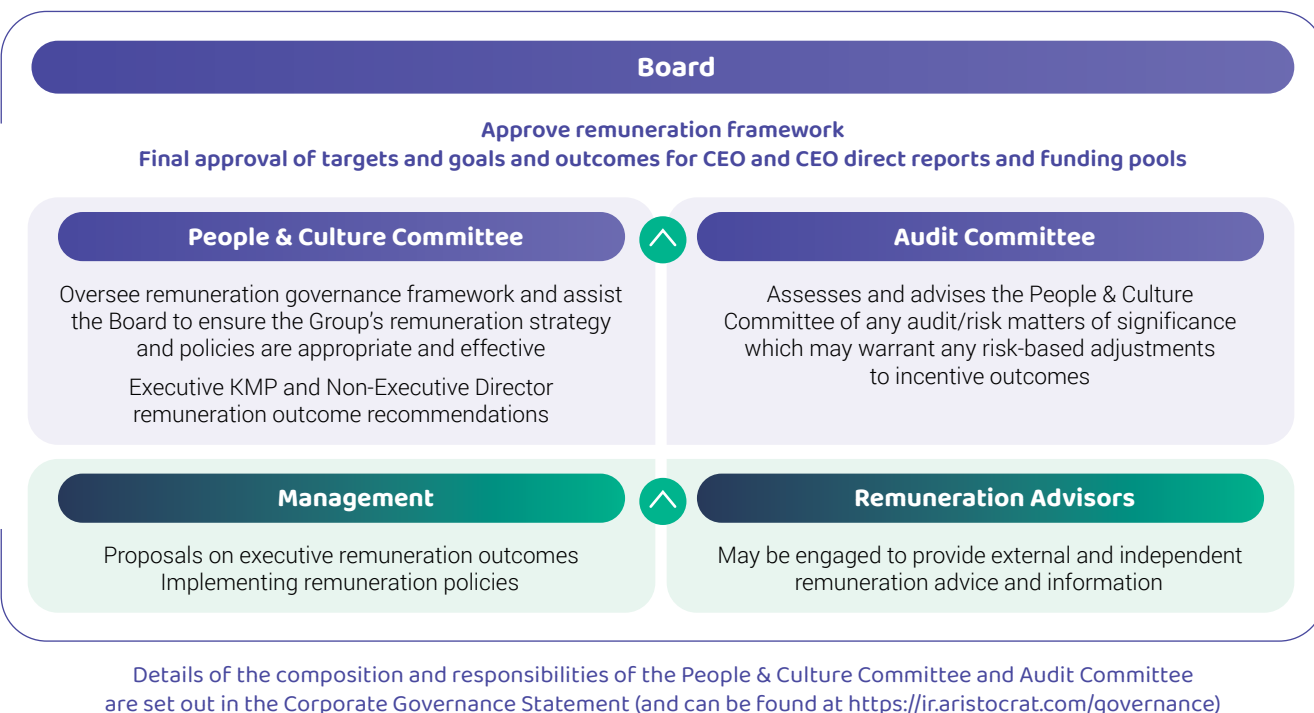 Board
Approve remuneration framework
Final approval of targets and goals and outcomes for CEO and CEO direct reports and funding pools
People & Culture Committee
Oversee remuneration governance framework and assist
the Board to ensure the Group's remuneration strategy
and policies are appropriate and effective
Executive KMP and Non-Executive Director
remuneration outcome recommendations
Audit Committee
Assesses and advises the People & Culture
Committee of any audit/risk matters of significance
which may warrant any risk-based adjustments
to incentive outcomes
Management
Proposals on executive remuneration outcomes
Implementing remuneration policies
Remuneration Advisors
May be engaged to provide external and independent
remuneration advice and information
Details of the composition and responsibilities of the People & Culture Committee and Audit Committee
are set out in the Corporate Governance Statement (and can be found at https://ir.aristocrat.com/governance)